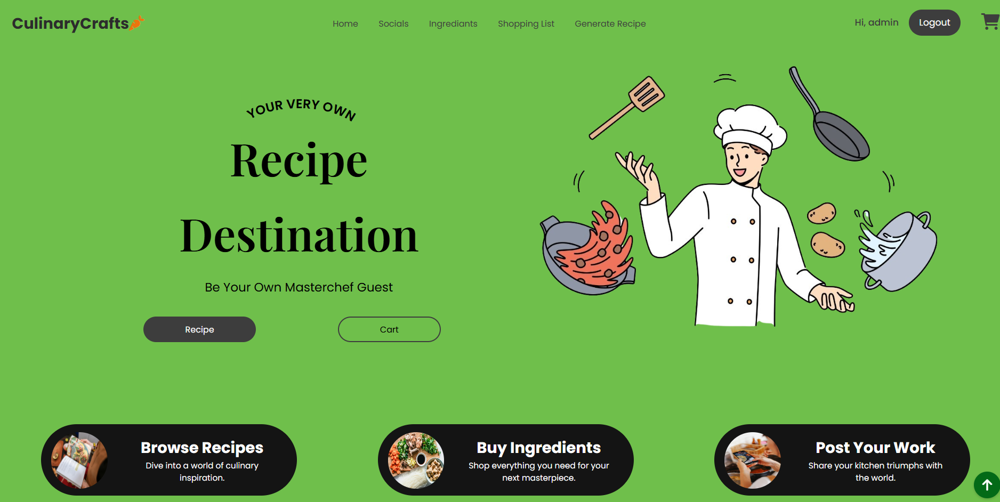 CulinaryCrafts
Home Socials Ingrediants Shopping List Generate Recipe
Hi, admin Logout
YOUR VERY OWN
Recipe
Destination
Be Your Own Masterchef Guest
Recipe Cart
Browse Recipes
Dive into a world of culinary
inspiration.
Buy Ingredients
Shop everything you need for your
next masterpiece.
Post Your Work
Share your kitchen triumphs with
the world.